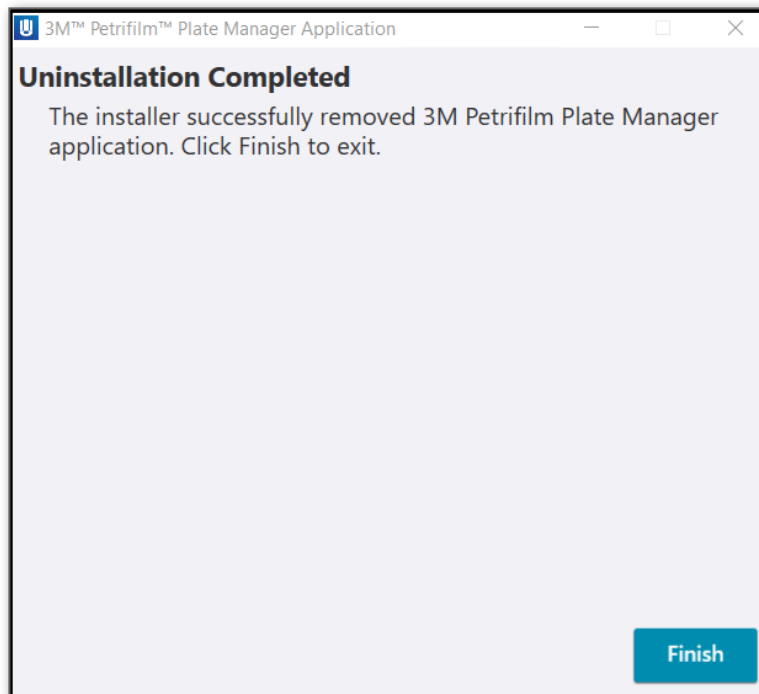 3M™ Petrifilm™ Plate Manager Application
Uninstallation Completed
The installer successfully removed 3M Petrifilm Plate Manager
application. Click Finish to exit.
Finish